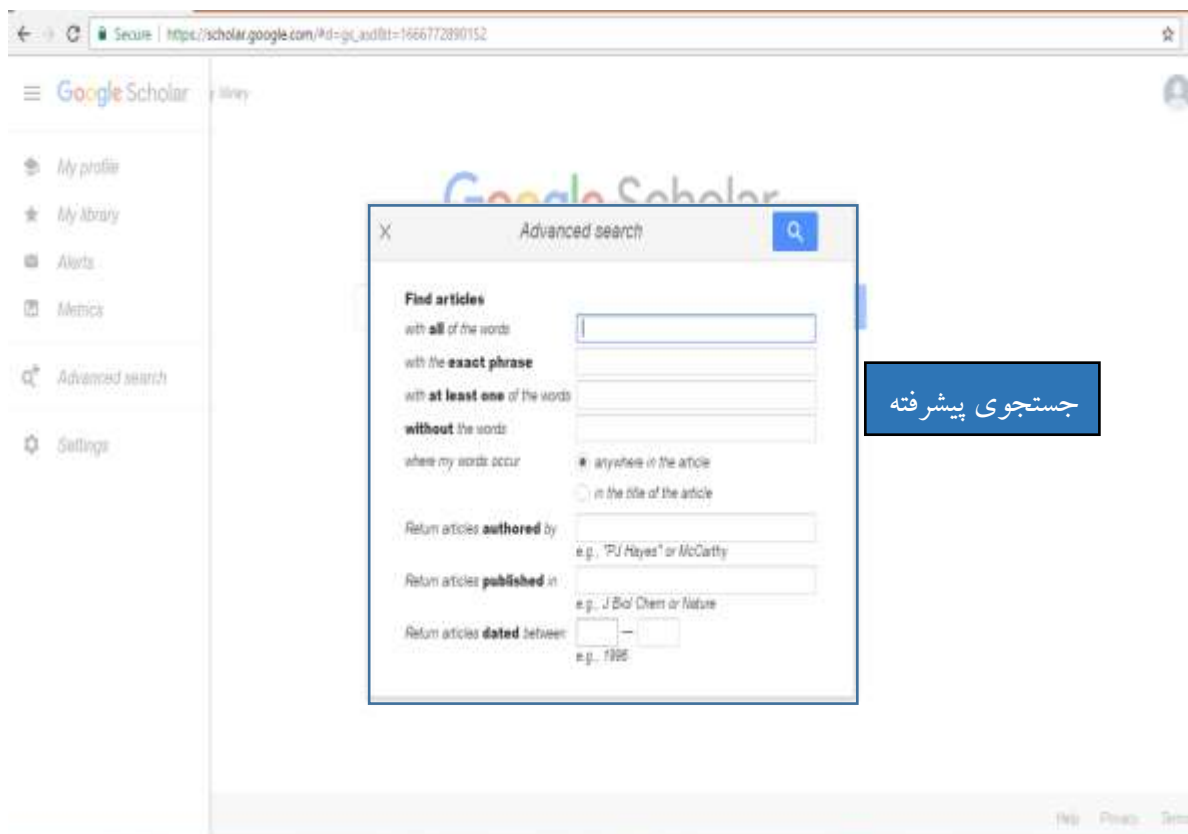 Secure | https://scholar.google.com/#d=gs_asd&t=1666772890152
Google Scholar
library
My profile
My library
Alerts
Metrics
Advanced search
Settings
Google Scholar
Advanced search
Find articles
with all of the words
with the exact phrase
with at least one of the words
without the words
where my words occur
anywhere in the article
in the title of the article
Return articles authored by
e.g., "PJ Hayes" or McCarthy
Return articles published in
e.g., J Biol Chem or Nature
Return articles dated between
—
e.g., 1996
جستجوی پیشرفته
Help Privacy